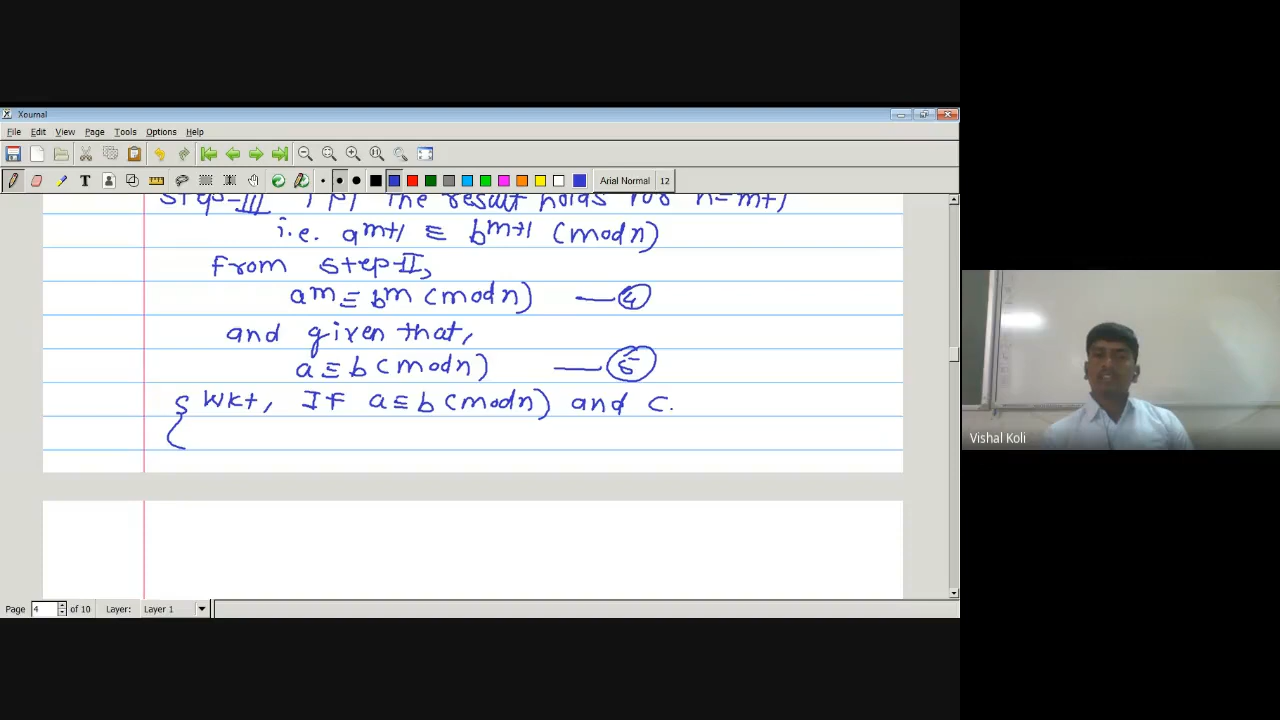 Xournal
File Edit View Page Tools Options Help
Arial Normal 12
Step-III TPT The result holds for n=m+1
i.e. a^m+1 ≡ b^m+1 (mod n)
From step-II,
a^m ≡ b^m (mod n) — 4
and given that,
a ≡ b (mod n) — 5
{ WKT, If a ≡ b (mod n) and c.
Vishal Koli
Page 4 of 10 Layer: Layer 1